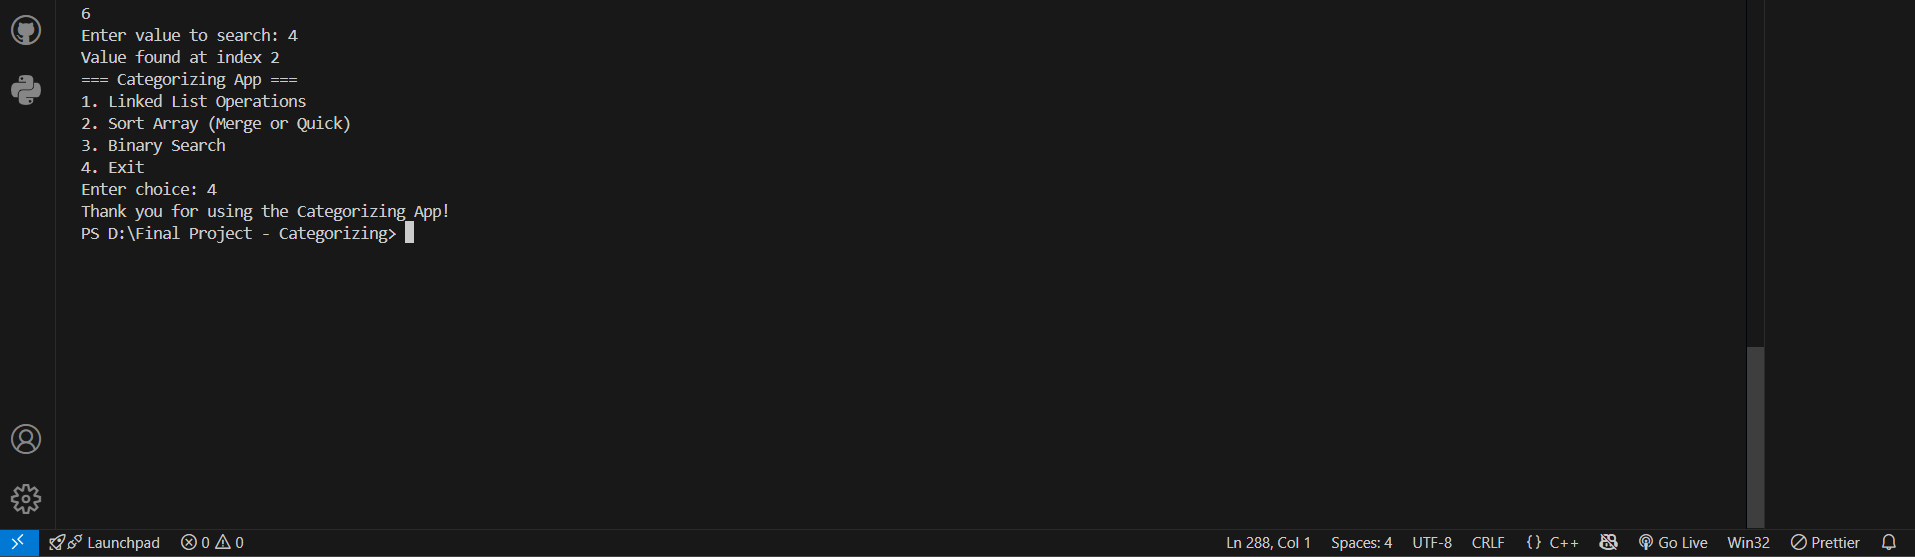 6
Enter value to search: 4
Value found at index 2
=== Categorizing App ===
1. Linked List Operations
2. Sort Array (Merge or Quick)
3. Binary Search
4. Exit
Enter choice: 4
Thank you for using the Categorizing App!
PS D:\Final Project - Categorizing>
Launchpad 0 0 Ln 288, Col 1 Spaces: 4 UTF-8 CRLF {} C++ Go Live Win32 Prettier